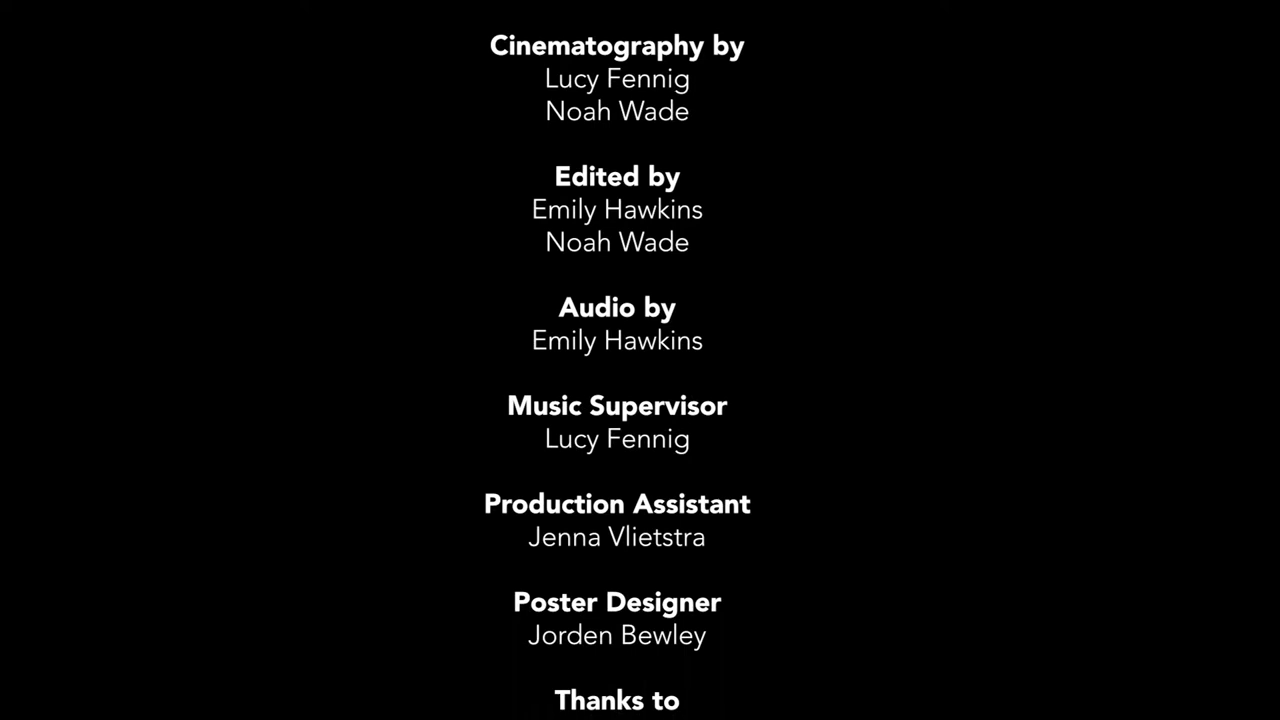 Cinematography by
Lucy Fennig
Noah Wade
Edited by
Emily Hawkins
Noah Wade
Audio by
Emily Hawkins
Music Supervisor
Lucy Fennig
Production Assistant
Jenna Vlietstra
Poster Designer
Jorden Bewley
Thanks to